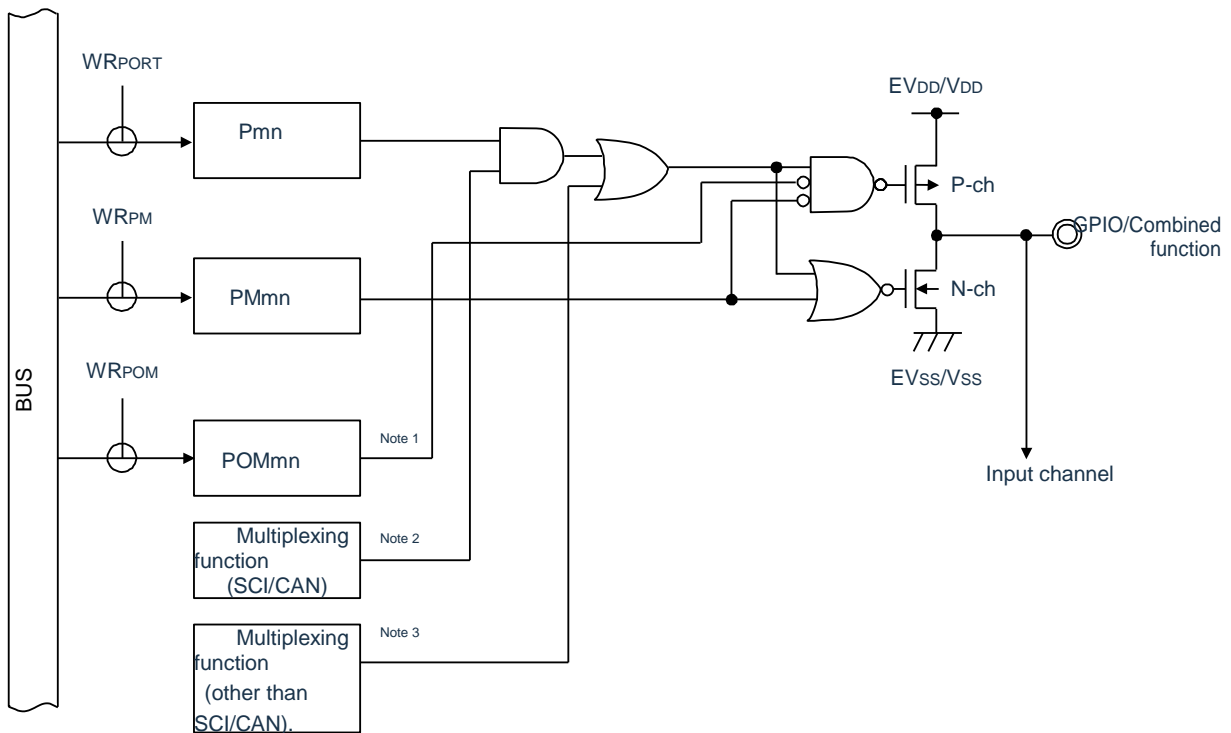 WRPORT
Pmn
EVDD/VDD
P-ch
WRPM
GPIO/Combined
function
PMmn
N-ch
WRPOM
EVSS/VSS
BUS
Note 1
POMmn
Input channel
Multiplexing
function
(SCI/CAN)
Note 2
Multiplexing
function
(other than
SCI/CAN).
Note 3